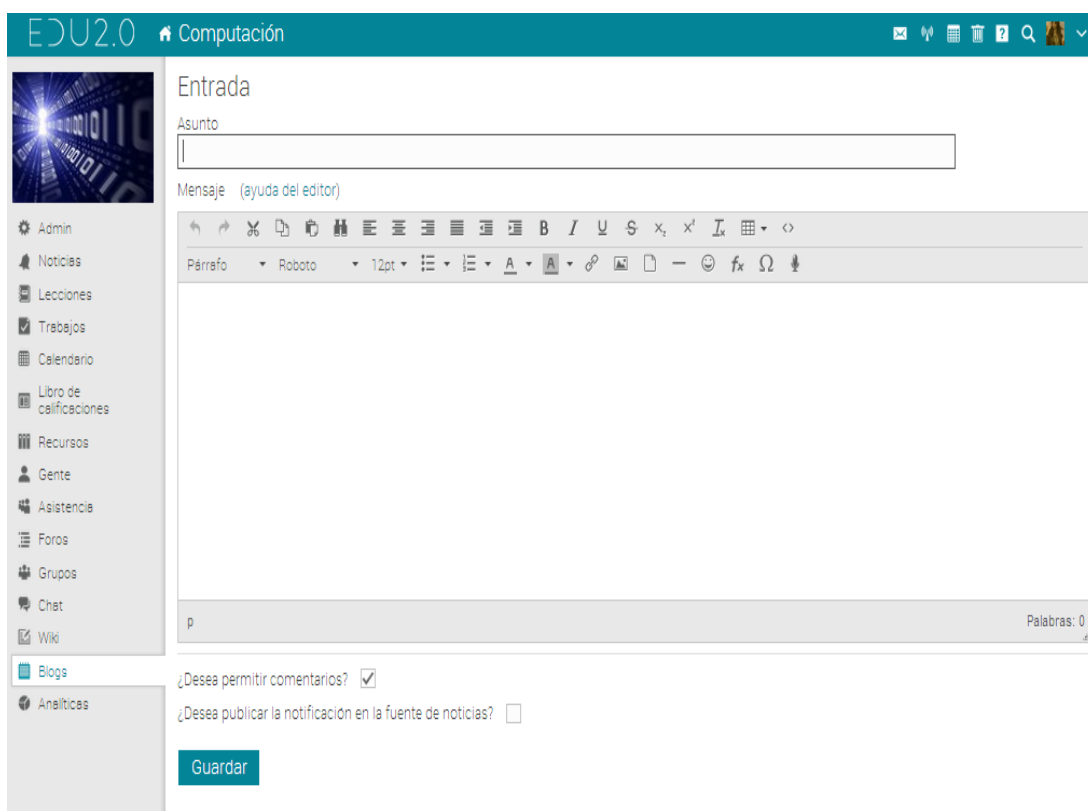 EDU2.0 Computación
Entrada
Asunto
Mensaje (ayuda del editor)
Párrafo Roboto 12pt
p Palabras: 0
¿Desea permitir comentarios?
¿Desea publicar la notificación en la fuente de noticias?
Guardar
Admin
Noticias
Lecciones
Trabajos
Calendario
Libro de
calificaciones
Recursos
Gente
Asistencia
Foros
Grupos
Chat
Wiki
Blogs
Analíticas